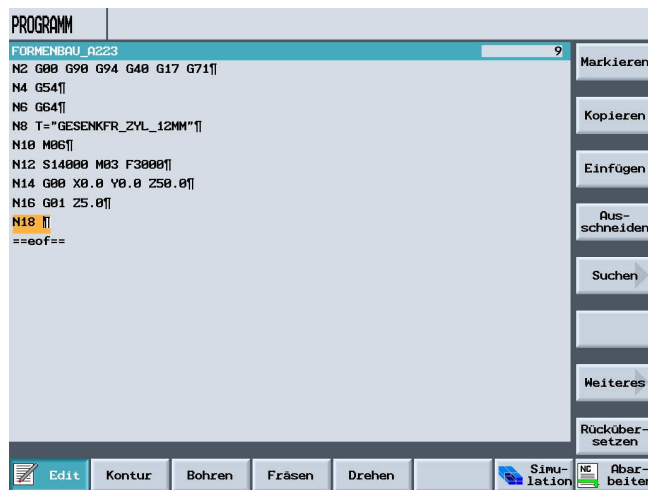 PROGRAMM
FORMENBAU_A223 9
N2 G00 G90 G94 G40 G17 G71¶
N4 G54¶
N6 G64¶
N8 T="GESENKFR_ZYL_12MM"¶
N10 M06¶
N12 S14000 M03 F3000¶
N14 G00 X0.0 Y0.0 Z50.0¶
N16 G01 Z5.0¶
N18 ¶
==eof==
Markieren
Kopieren
Einfügen
Aus-
schneiden
Suchen
Weiteres
Rücküber-
setzen
Edit
Kontur
Bohren
Fräsen
Drehen
Simu-
lation
NC
Abar-
beiten